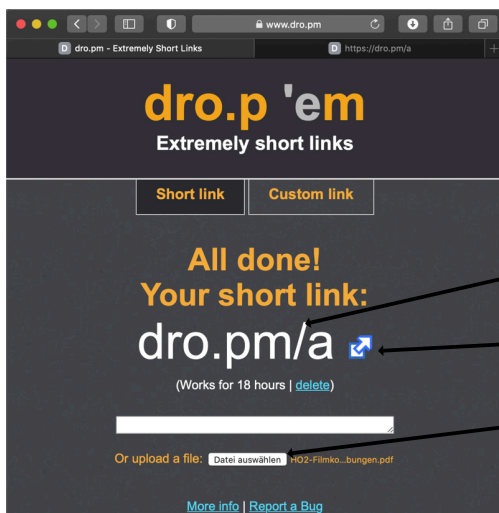 www.dro.pm
D dro.pm - Extremely Short Links
D https://dro.pm/a
dro.p 'em
Extremely short links
Short link
Custom link
All done!
Your short link:
dro.pm/a
(Works for 18 hours | delete)
Or upload a file: Datei auswählen HO2-Filmko...bungen.pdf
More info | Report a Bug